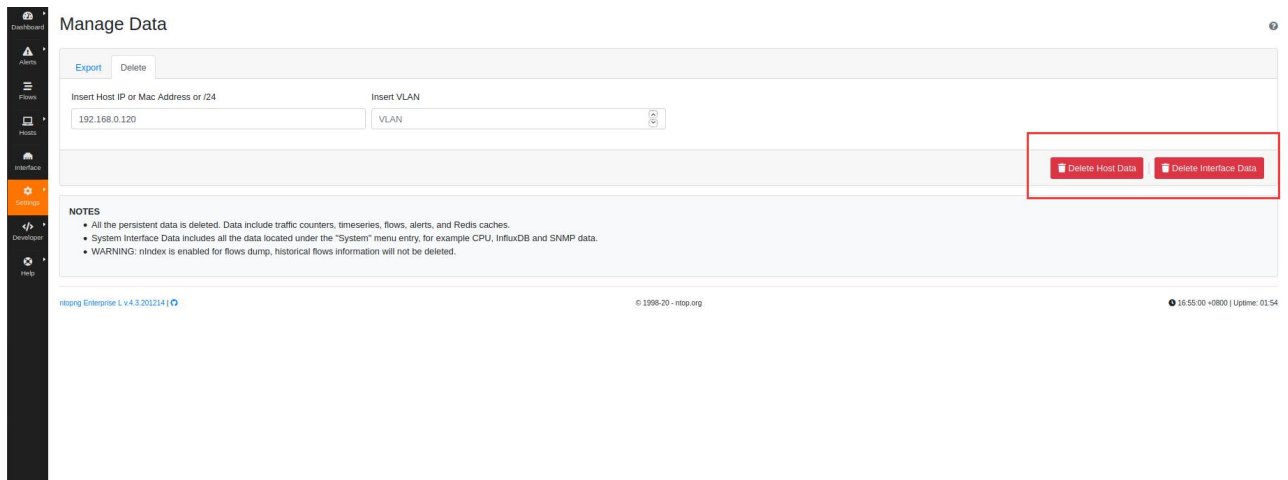 Dashboard
Alerts
Flows
Hosts
Interface
Settings
Developer
Help
Manage Data
Export Delete
Insert Host IP or Mac Address or /24 Insert VLAN
192.168.0.120 VLAN
Delete Host Data Delete Interface Data
NOTES
• All the persistent data is deleted. Data include traffic counters, timeseries, flows, alerts, and Redis caches.
• System Interface Data includes all the data located under the "System" menu entry, for example CPU, InfluxDB and SNMP data.
• WARNING: nIndex is enabled for flows dump, historical flows information will not be deleted.
ntopng Enterprise L v.4.3.201214 | © 1998-20 - ntop.org 16:55:00 +0800 | Uptime: 01:54